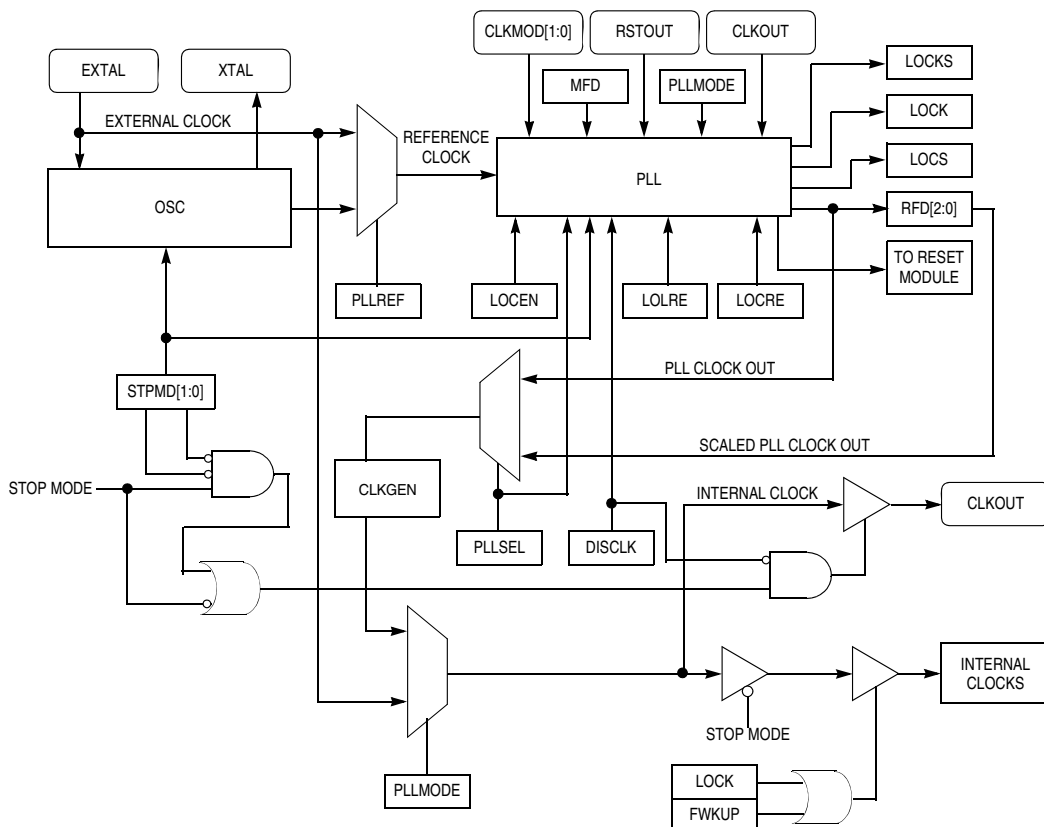 CLKMOD[1:0]
RSTOUT
CLKOUT
EXTAL
XTAL
LOCKS
MFD
PLLMODE
LOCK
EXTERNAL CLOCK
REFERENCE
CLOCK
LOCS
PLL
OSC
RFD[2:0]
TO RESET
MODULE
PLLREF
LOCEN
LOLRE
LOCRE
PLL CLOCK OUT
STPMD[1:0]
SCALED PLL CLOCK OUT
STOP MODE
CLKGEN
INTERNAL CLOCK
CLKOUT
PLLSEL
DISCLK
INTERNAL
CLOCKS
STOP MODE
PLLMODE
LOCK
FWKUP